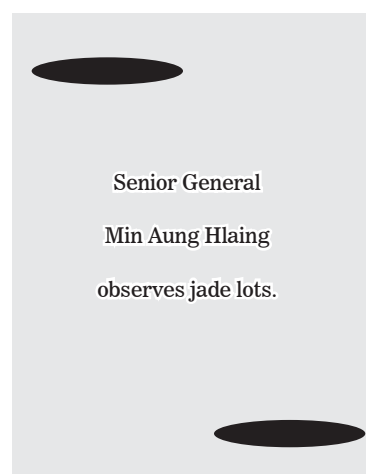 Senior General
Min Aung Hlaing
observes jade lots.